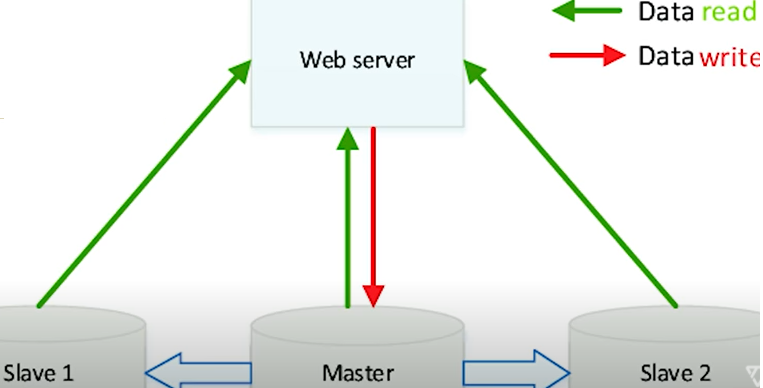 Data read
Data write
Web server
Slave 1
Master
Slave 2